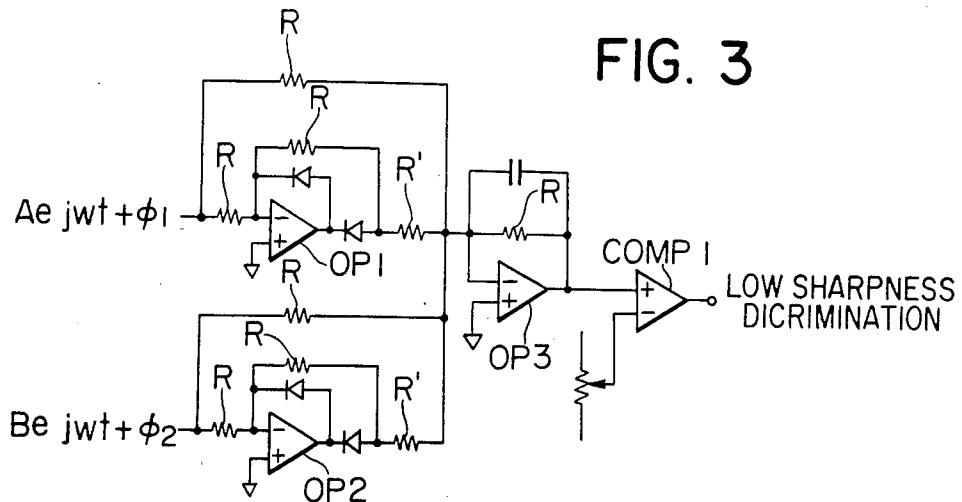 FIG. 3
R
R
R
R'
Ae jwt + φ1
OP1
R
R
COMP 1
LOW SHARPNESS
DICRIMINATION
OP3
R
R
R'
Be jwt + φ2
OP2